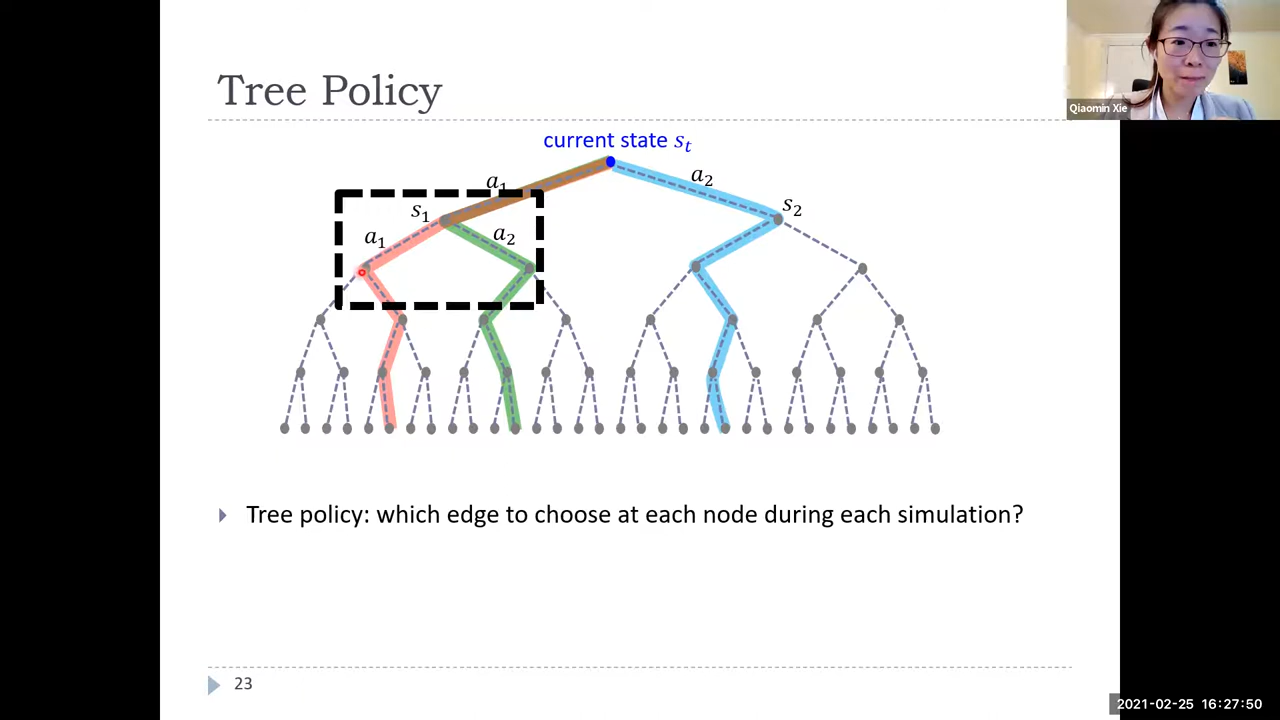 Tree Policy
Qiaomin Xie
current state sₜ
a₁
a₂
s₁
s₂
a₁
a₂
Tree policy: which edge to choose at each node during each simulation?
23
2021-02-25 16:27:50